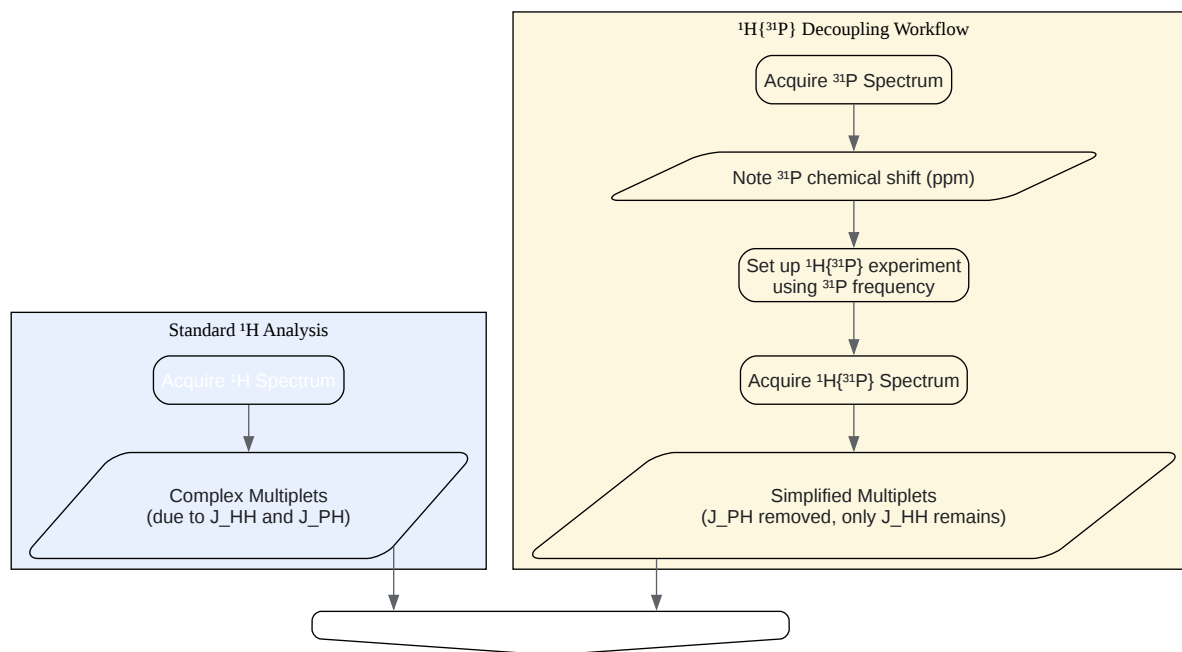 ¹H{³¹P} Decoupling Workflow
Acquire ³¹P Spectrum
Note ³¹P chemical shift (ppm)
Set up ¹H{³¹P} experiment
using ³¹P frequency
Standard ¹H Analysis
Acquire ¹H Spectrum
Acquire ¹H{³¹P} Spectrum
Complex Multiplets
(due to J_HH and J_PH)
Simplified Multiplets
(J_PH removed, only J_HH remains)